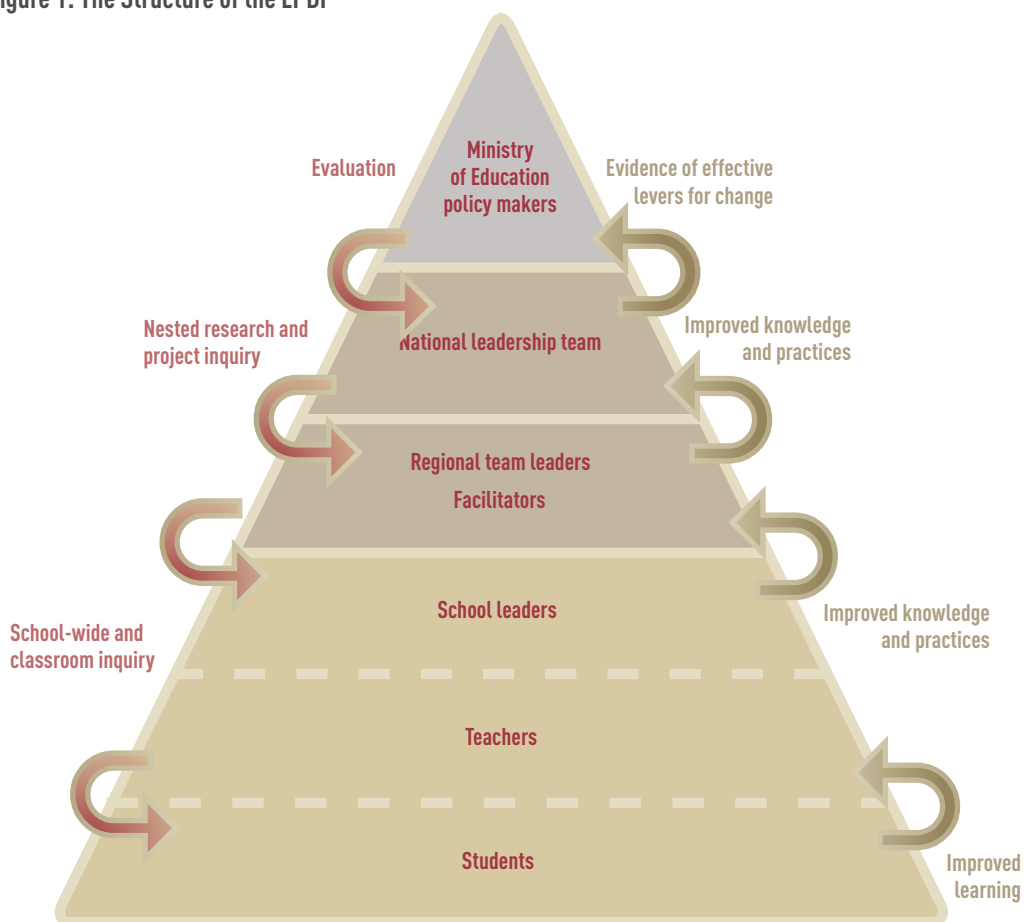 igure 1: The Structure of the
Ministry
of Education
policy makers
Evaluation
Evidence of effective
levers for change
National leadership team
Nested research and
project inquiry
Improved knowledge
and practices
Regional team leaders
Facilitators
School leaders
School-wide and
classroom inquiry
Improved knowledge
and practices
Teachers
Students
Improved
learning